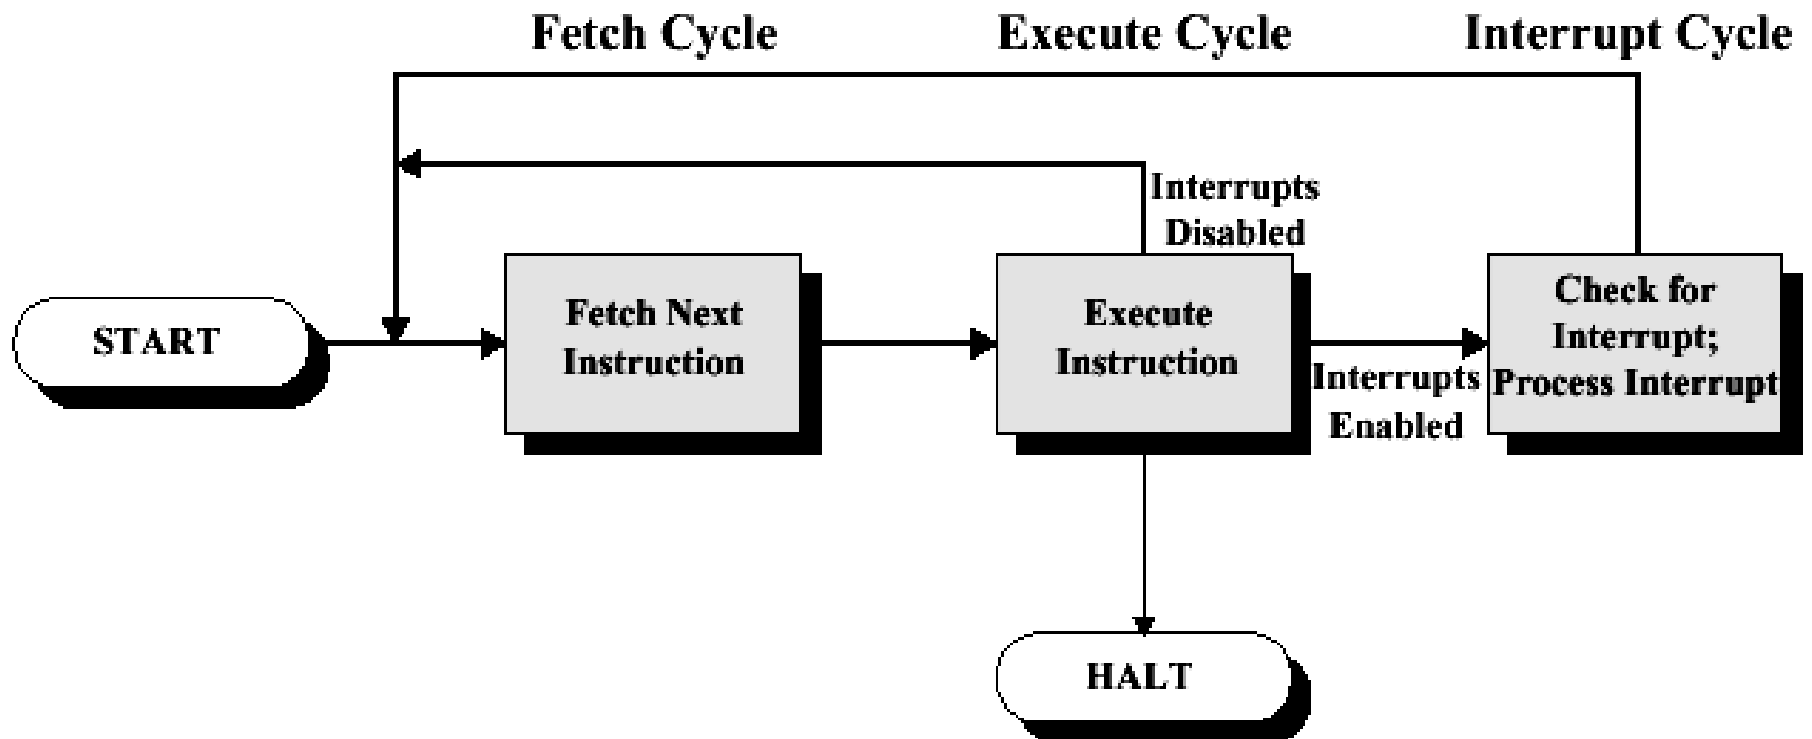 Fetch Cycle
Execute Cycle
Interrupt Cycle
Interrupts
Disabled
START
Fetch Next
Instruction
Execute
Instruction
Interrupts
Enabled
Check for
Interrupt;
Process Interrupt
HALT